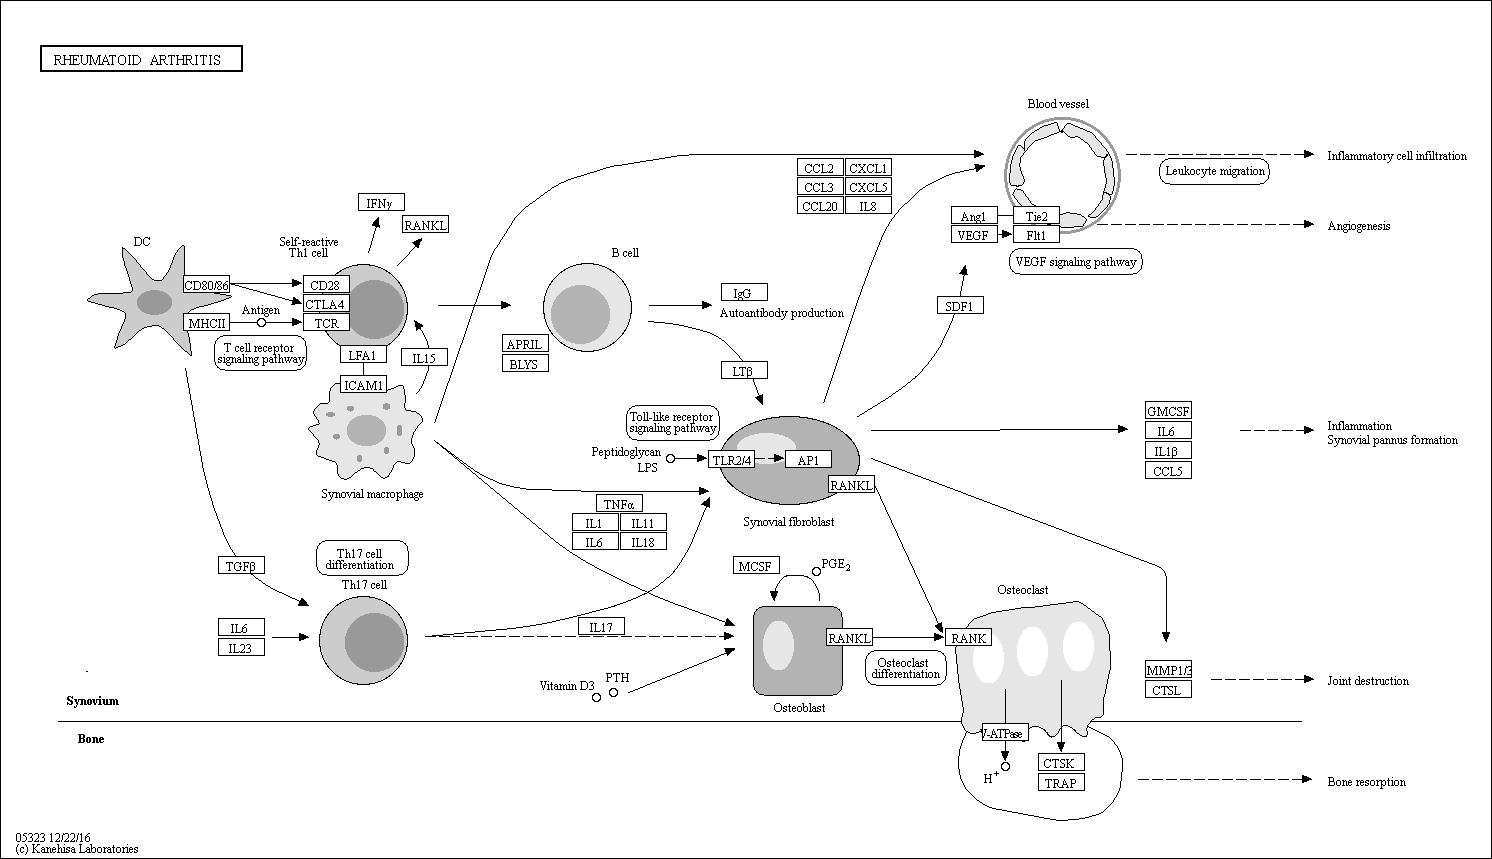 RHEUMATOID ARTHRITIS
Blood vessel
CCL2 CXCL1
CCL3 CXCL5
CCL20 IL8
Leukocyte migration
Inflammatory cell infiltration
IFNγ
RANKL
Ang1 Tie2
VEGF Flt1
Angiogenesis
VEGF signaling pathway
DC
Self-reactive
Th1 cell
B cell
CD80/86
CD28
CTLA4
Antigen
MHCII
TCR
T cell receptor
signaling pathway
LFA1
IL15
ICAM1
IgG
Autoantibody production
SDF1
APRIL
BLYS
LTβ
Toll-like receptor
signaling pathway
Peptidoglycan
LPS
TLR2/4
AP1
RANKL
Synovial fibroblast
GMCSF
IL6
IL1β
CCL5
Inflammation
Synovial pannus formation
Synovial macrophage
TNFα
IL1 IL11
IL6 IL18
TGFβ
Th17 cell
differentiation
Th17 cell
IL6
IL23
IL17
MCSF
PGE2
Osteoclast
RANKL
RANK
Osteoclast
differentiation
Vitamin D3
PTH
Osteoblast
MMP1/3
CTSL
Joint destruction
Synovium
Bone
V-ATPase
H+
CTSK
TRAP
Bone resorption
05323 12/22/16
(c) Kanehisa Laboratories